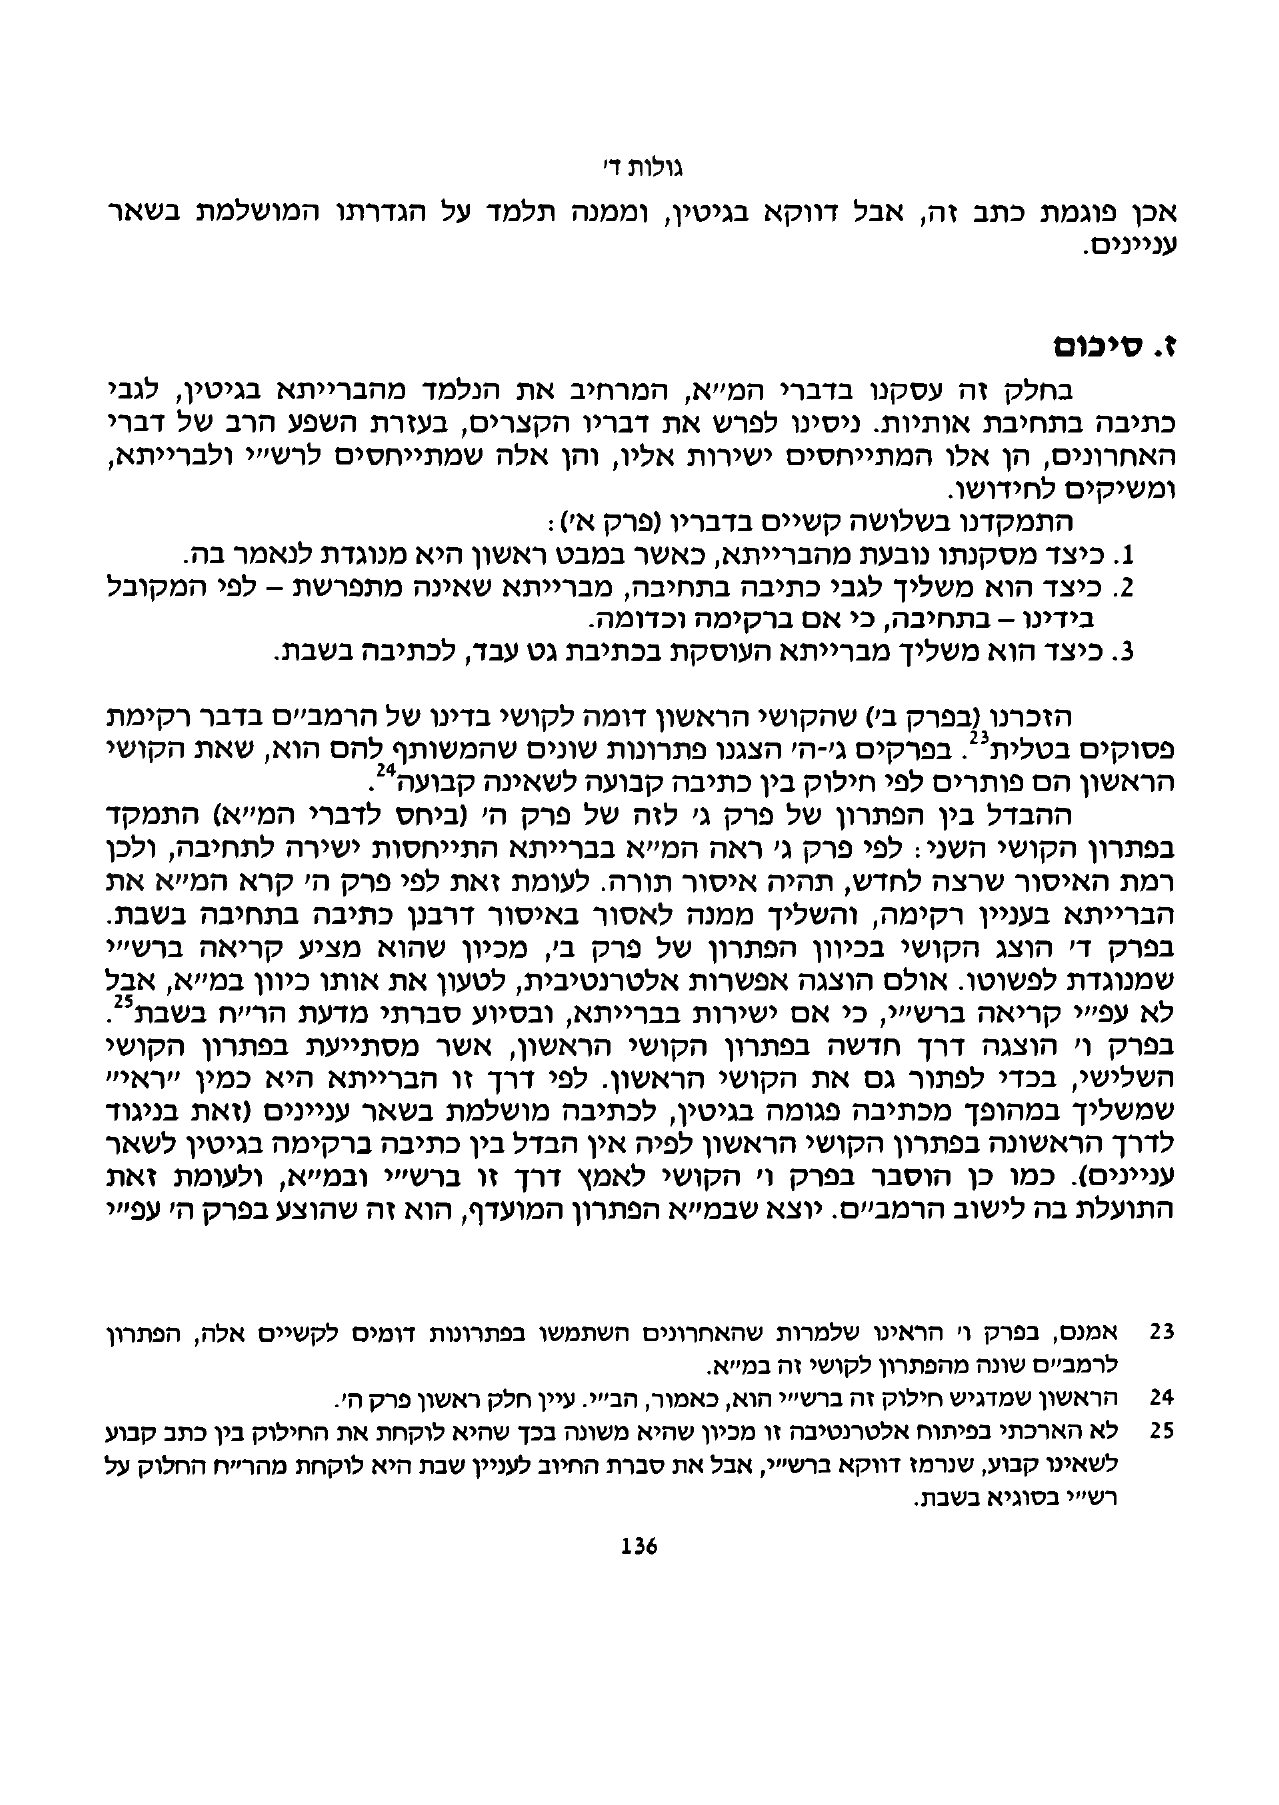 גולות ד'
אכן פוגמת כתב זה, אבל דווקא בגיטין, וממנה תלמד על הגדרתו המושלמת בשאר
עניינים.
ז. סיכום
בחלק זה עסקנו בדברי המ"א, המרחיב את הנלמד מהברייתא בגיטין, לגבי
כתיבה בתחיבת אותיות. ניסינו לפרש את דבריו הקצרים, בעזרת השפע הרב של דברי
האחרונים, הן אלו המתייחסים ישירות אליו, והן אלה שמתייחסים לרש"י ולברייתא,
ומשיקים לחידושו.
התמקדנו בשלושה קשיים בדבריו (פרק א'):
1. כיצד מסקנתו נובעת מהברייתא, כאשר במבט ראשון היא מנוגדת לנאמר בה.
2. כיצד הוא משליך לגבי כתיבה בתחיבה, מברייתא שאינה מתפרשת – לפי המקובל
בידינו – בתחיבה, כי אם ברקימה וכדומה.
3. כיצד הוא משליך מברייתא העוסקת בכתיבת גט עבד, לכתיבה בשבת.
הזכרנו (בפרק ב') שהקושי הראשון דומה לקושי בדינו של הרמב"ם בדבר רקימת
פסוקים בטלית23. בפרקים ג'-ה' הצגנו פתרונות שונים שהמשותף להם הוא, שאת הקושי
הראשון הם פותרים לפי חילוק בין כתיבה קבועה לשאינה קבועה24.
ההבדל בין הפתרון של פרק ג' לזה של פרק ה' (ביחס לדברי המ"א) התמקד
בפתרון הקושי השני: לפי פרק ג' ראה המ"א בברייתא התייחסות ישירה לתחיבה, ולכן
רמת האיסור שרצה לחדש, תהיה איסור תורה. לעומת זאת לפי פרק ה' קרא המ"א את
הברייתא בעניין רקימה, והשליך ממנה לאסור באיסור דרבנן כתיבה בתחיבה בשבת.
בפרק ד' הוצג הקושי בכיוון הפתרון של פרק ב', מכיון שהוא מציע קריאה ברש"י
שמנוגדת לפשוטו. אולם הוצגה אפשרות אלטרנטיבית, לטעון את אותו כיוון במ"א, אבל
לא עפ"י קריאה ברש"י, כי אם ישירות בברייתא, ובסיוע סברתי מדעת הר"ח בשבת25.
בפרק ו' הוצגה דרך חדשה בפתרון הקושי הראשון, אשר מסתייעת בפתרון הקושי
השלישי, בכדי לפתור גם את הקושי הראשון. לפי דרך זו הברייתא היא כמין "ראי"
שמשליך במהופך מכתיבה פגומה בגיטין, לכתיבה מושלמת בשאר עניינים (זאת בניגוד
לדרך הראשונה בפתרון הקושי הראשון לפיה אין הבדל בין כתיבה ברקימה בגיטין לשאר
עניינים). כמו כן הוסבר בפרק ו' הקושי לאמץ דרך זו ברש"י ובמ"א, ולעומת זאת
התועלת בה לישוב הרמב"ם. יוצא שבמ"א הפתרון המועדף, הוא זה שהוצע בפרק ה' עפ"י
23 אמנם, בפרק ו' הראינו שלמרות שהאחרונים השתמשו בפתרונות דומים לקשיים אלה, הפתרון
לרמב"ם שונה מהפתרון לקושי זה במ"א.
24 הראשון שמדגיש חילוק זה ברש"י הוא, כאמור, הב"י. עיין חלק ראשון פרק ה'.
25 לא הארכתי בפיתוח אלטרנטיבה זו מכיון שהיא משונה בכך שהיא לוקחת את החילוק בין כתב קבוע
לשאינו קבוע, שנרמז דווקא ברש"י, אבל את סברת החיוב לעניין שבת היא לוקחת מהר"ח החלוק על
רש"י בסוגיא בשבת.
136